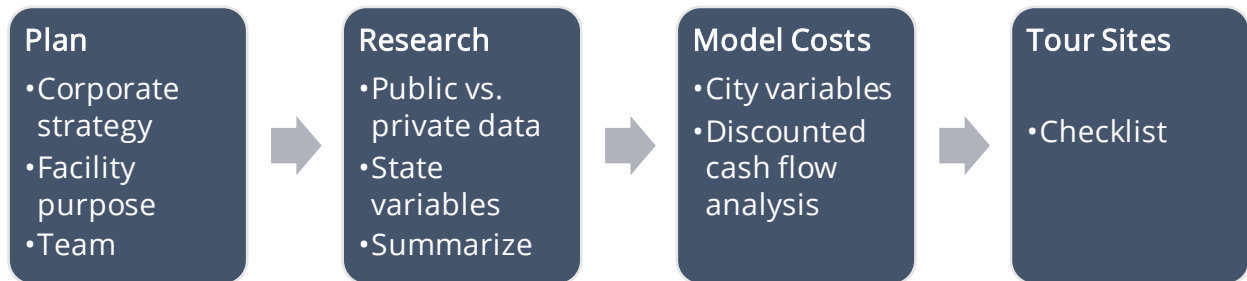 Plan
•Corporate
strategy
•Facility
purpose
•Team
Research
•Public vs.
private data
•State
variables
•Summarize
Model Costs
•City variables
•Discounted
cash flow
analysis
Tour Sites
•Checklist